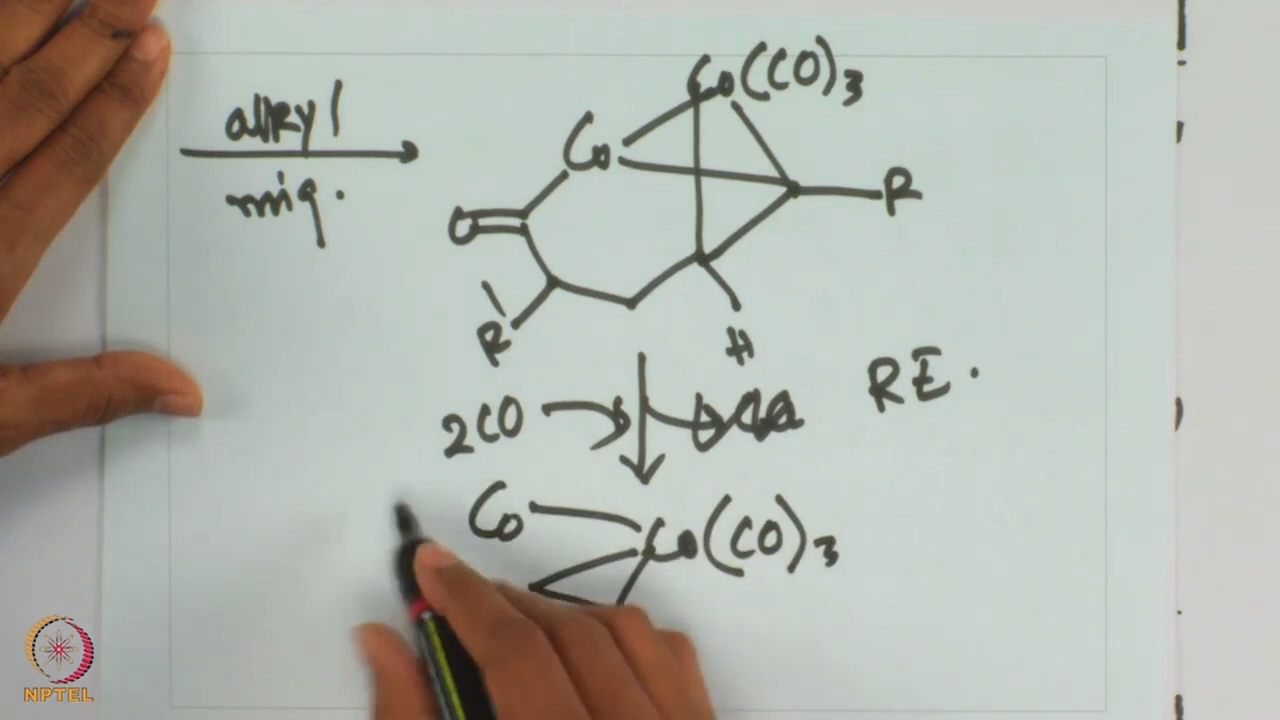 alkyl
mig.
Co(CO)3
Co
R
O
R'
H
2CO
RE.
Co
Co(CO)3
NPTEL